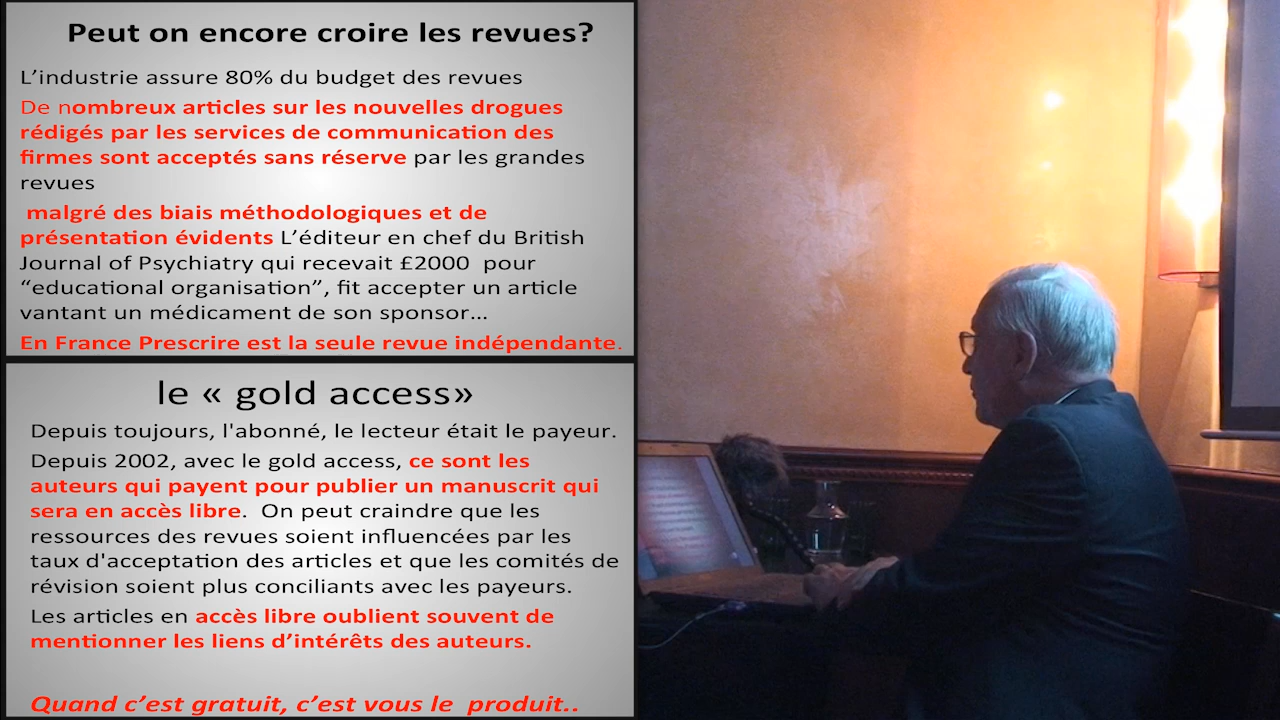 Peut on encore croire les revues?
L’industrie assure 80% du budget des revues
De nombreux articles sur les nouvelles drogues
rédigés par les services de communication des
firmes sont acceptés sans réserve par les grandes
revues
malgré des biais méthodologiques et de
présentation évidents L’éditeur en chef du British
Journal of Psychiatry qui recevait £2000 pour
“educational organisation”, fit accepter un article
vantant un médicament de son sponsor...
En France Prescrire est la seule revue indépendante.
le « gold access»
Depuis toujours, l'abonné, le lecteur était le payeur.
Depuis 2002, avec le gold access, ce sont les
auteurs qui payent pour publier un manuscrit qui
sera en accès libre. On peut craindre que les
ressources des revues soient influencées par les
taux d'acceptation des articles et que les comités de
révision soient plus conciliants avec les payeurs.
Les articles en accès libre oublient souvent de
mentionner les liens d’intérêts des auteurs.
Quand c’est gratuit, c’est vous le produit..